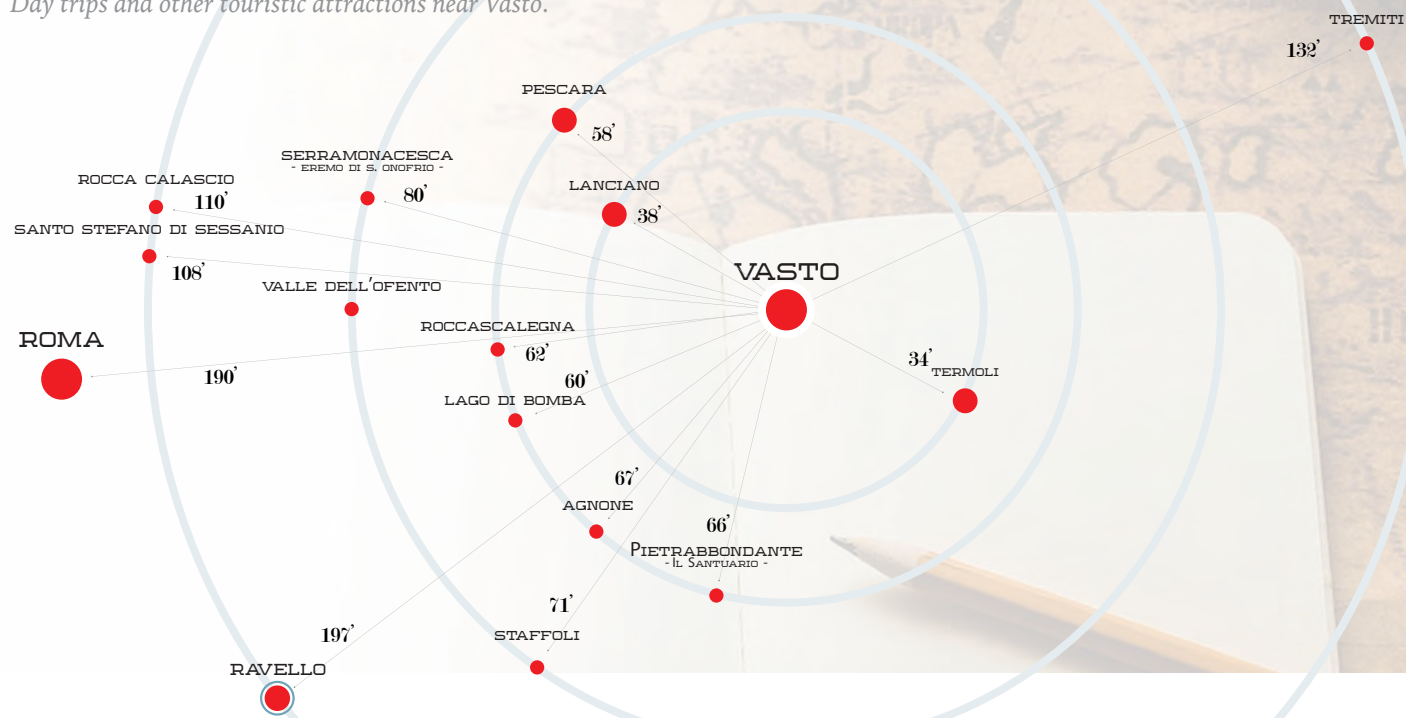 Day trips and other touristic attractions near Vasto.
TREMITI
132’
PESCARA
58’
SERRAMONACESCA
- EREMO DI S. ONOFRIO -
80’
ROCCA CALASCIO
110’
LANCIANO
38’
SANTO STEFANO DI SESSANIO
108’
VASTO
VALLE DELL’OFENTO
ROCCASCALEGNA
62’
ROMA
190’
34’
TERMOLI
60’
LAGO DI BOMBA
67’
AGNONE
66’
PIETRABBONDANTE
- IL SANTUARIO -
71’
STAFFOLI
197’
RAVELLO